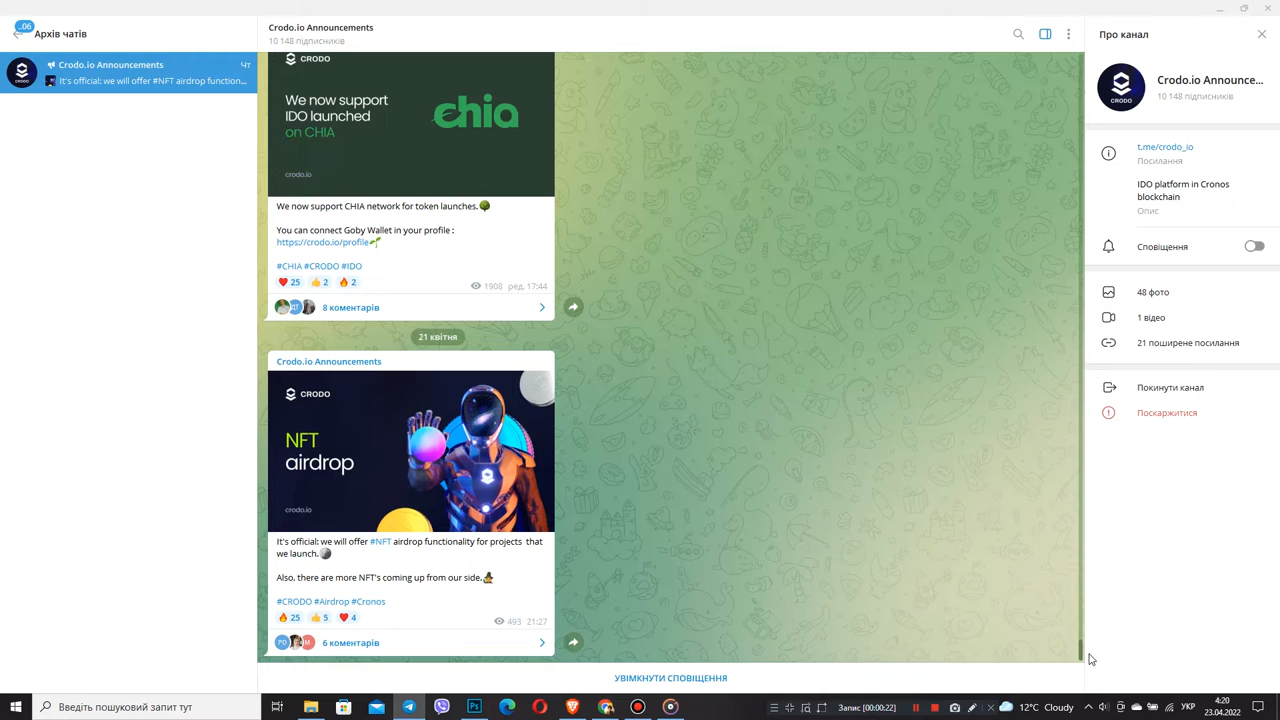 ..06
Архів чатів
Crodo.io Announcements
Чт
It's official: we will offer #NFT airdrop function...
CRODO
Crodo.io Announcements
10 148 підписників
CRODO
We now support
IDO launched
on CHIA
chia
crodo.io
We now support CHIA network for token launches.
You can connect Goby Wallet in your profile :
https://crodo.io/profile
#CHIA #CRODO #IDO
25
2
2
1908 ред. 17:44
8 коментарів
21 квітня
Crodo.io Announcements
CRODO
NFT
airdrop
crodo.io
It's official: we will offer #NFT airdrop functionality for projects that
we launch.
Also, there are more NFT's coming up from our side.
#CRODO #Airdrop #Cronos
25
5
4
493 21:27
PO
M
6 коментарів
УВІМКНУТИ СПОВІЩЕННЯ
Про канал
CRODO
Crodo.io Announce...
10 148 підписників
t.me/crodo_io
Посилання
IDO platform in Cronos
blockchain
Опис
Сповіщення
48 фото
1 відео
21 поширене посилання
Покинути канал
Поскаржитися
Введіть пошуковий запит тут
Ps
Запис [00:00:22]
12°C Cloudy
УКР
4:20
23.04.2022